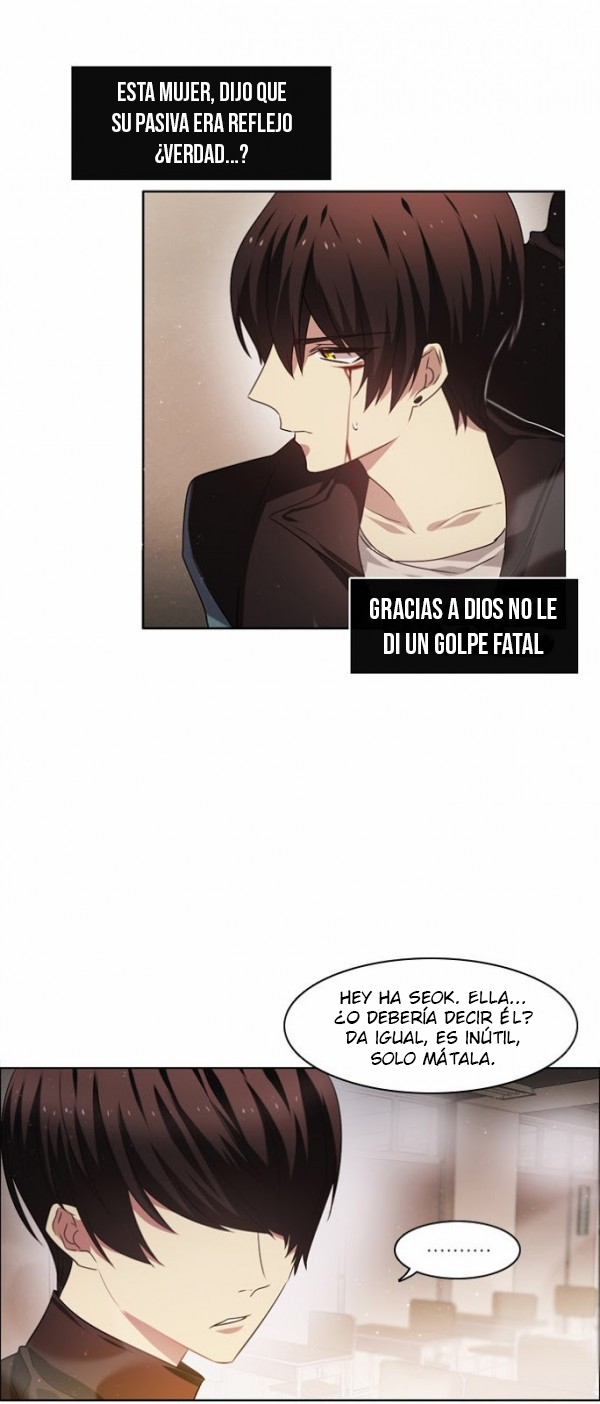 ESTA MUJER, DIJO QUE
SU PASIVA ERA REFLEJO
¿VERDAD...?
GRACIAS A DIOS NO LE
DI UN GOLPE FATAL
HEY HA SEOK. ELLA...
¿O DEBERÍA DECIR ÉL?
DA IGUAL, ES INÚTIL,
SOLO MÁTALA.
..........